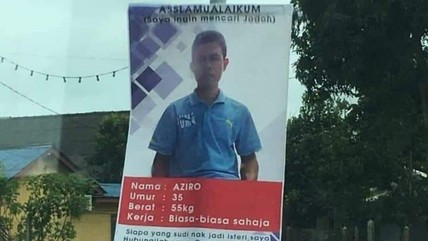 ASSLAMUALAIKUM
(Saya ingin mencari Jodoh)
Nama : AZIRO
Umur : 35
Berat : 55kg
Kerja : Biasa-biasa sahaja
Siapa yang sudi nak jadi isteri saya